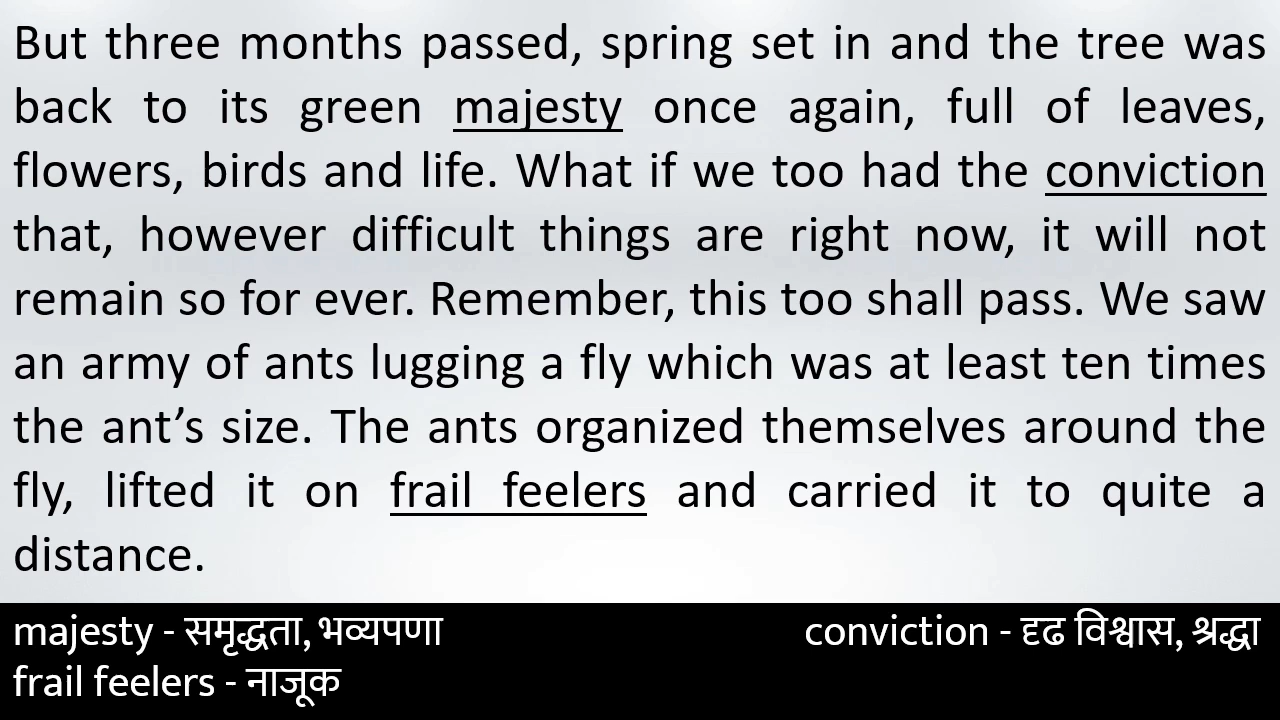 But three months passed, spring set in and the tree was
back to its green majesty once again, full of leaves,
flowers, birds and life. What if we too had the conviction
that, however difficult things are right now, it will not
remain so for ever. Remember, this too shall pass. We saw
an army of ants lugging a fly which was at least ten times
the ant’s size. The ants organized themselves around the
fly, lifted it on frail feelers and carried it to quite a
distance.
majesty - समृद्धता, भव्यपणा
conviction - दृढ विश्वास, श्रद्धा
frail feelers - नाजूक